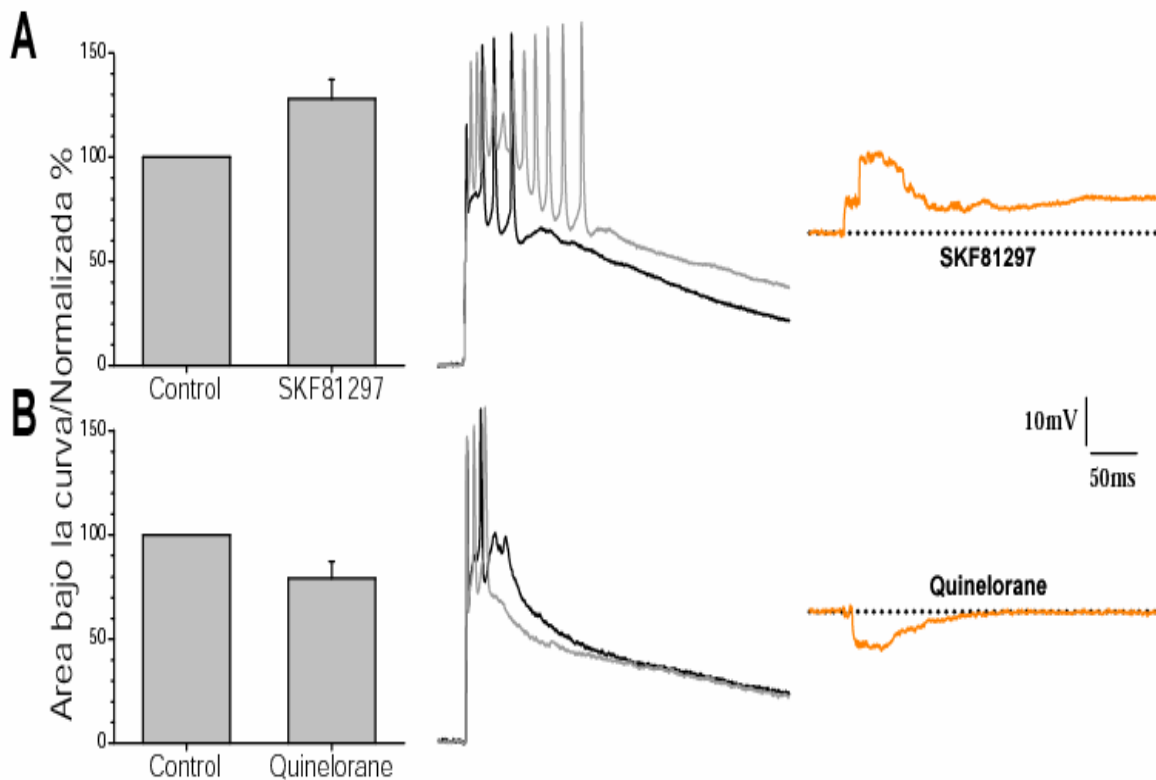 A
Area bajo la curva/Normalizada %
150
100
50
0
Control SKF81297
SKF81297
B
150
100
50
0
Control Quinelorane
Quinelorane
10mV
50ms